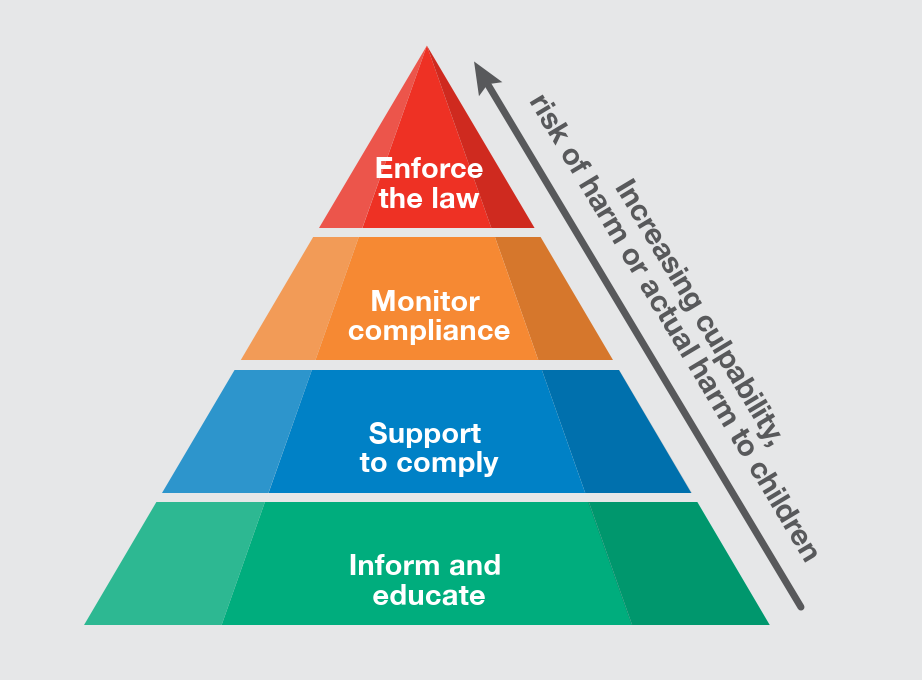 Enforce
the law
Monitor
compliance
Support
to comply
Inform and
educate
Increasing culpability,
risk of harm or actual harm to children